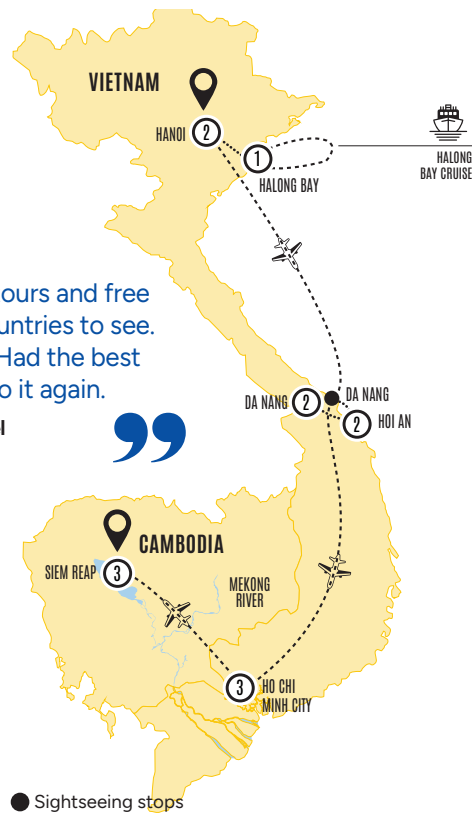 VIETNAM
HANOI
2
1
HALONG BAY
HALONG
BAY CRUISE
ours and free
untries to see.
Had the best
o it again.
el
”
DA NANG
2
DA NANG
2
HOI AN
CAMBODIA
SIEM REAP
3
MEKONG
RIVER
3
HO CHI
MINH CITY
Sightseeing stops